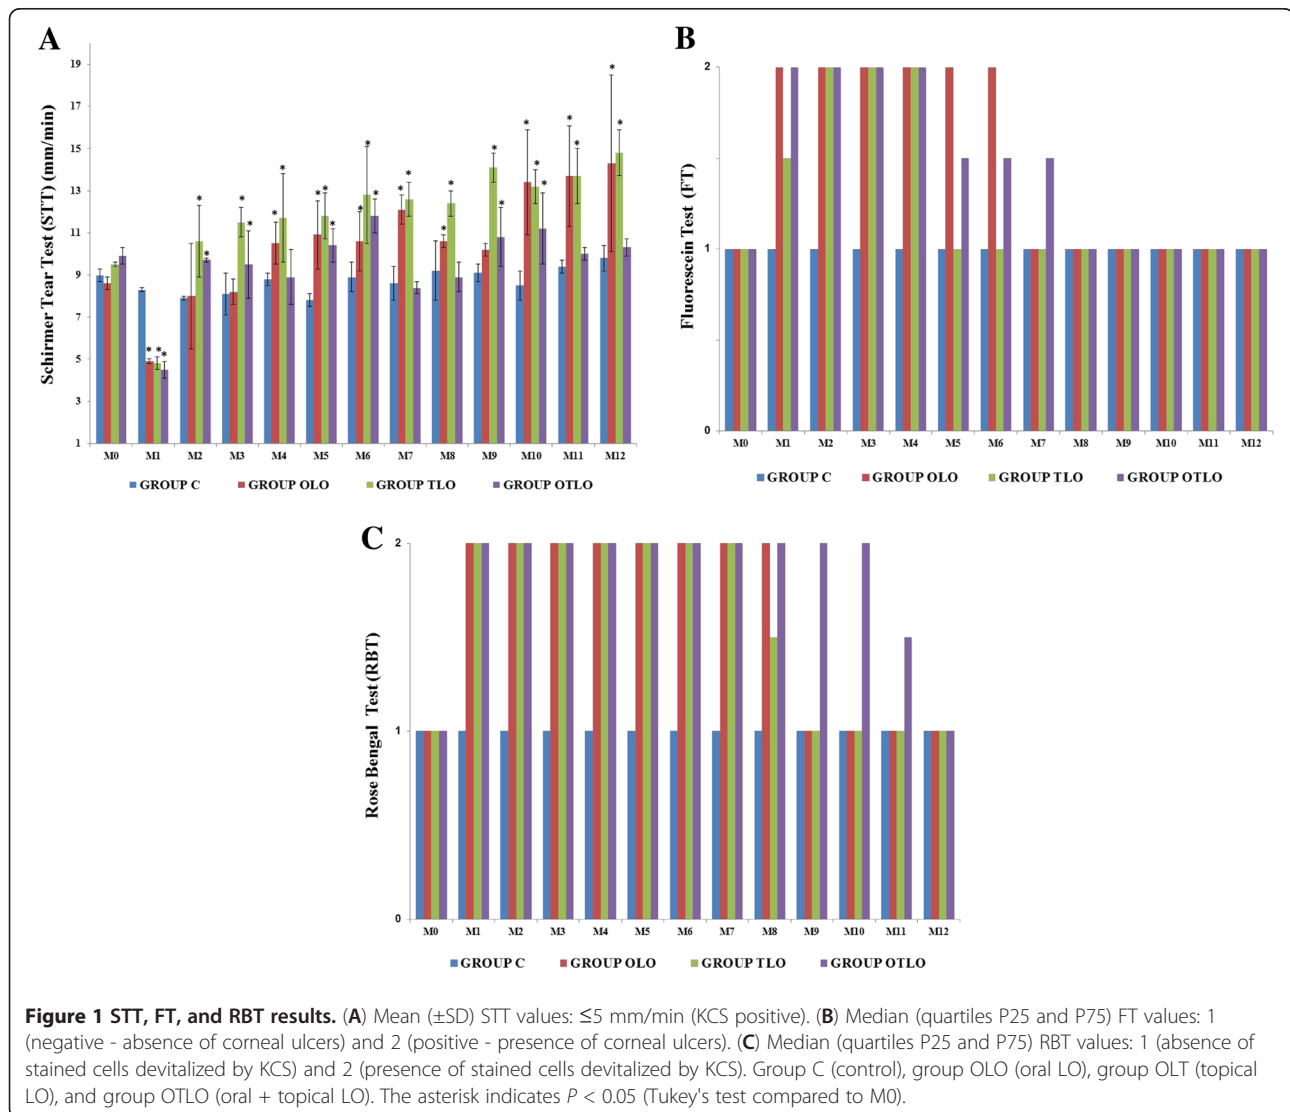 A
Schirmer Tear Test (STT) (mm/min)
19
17
15
13
11
9
7
5
3
1
* * * * * * * * * * * * * * * * * * * * * * * * * * *
M0 M1 M2 M3 M4 M5 M6 M7 M8 M9 M10 M11 M12
GROUP C GROUP OLO GROUP TLO GROUP OTLO
B
Fluorescein Test (FT)
2
1
0
M0 M1 M2 M3 M4 M5 M6 M7 M8 M9 M10 M11 M12
GROUP C GROUP OLO GROUP TLO GROUP OTLO
C
Rose Bengal Test (RBT)
2
1
0
M0 M1 M2 M3 M4 M5 M6 M7 M8 M9 M10 M11 M12
GROUP C GROUP OLO GROUP TLO GROUP OTLO
Figure 1 STT, FT, and RBT results. (A) Mean (±SD) STT values: ≤5 mm/min (KCS positive). (B) Median (quartiles P25 and P75) FT values: 1
(negative - absence of corneal ulcers) and 2 (positive - presence of corneal ulcers). (C) Median (quartiles P25 and P75) RBT values: 1 (absence of
stained cells devitalized by KCS) and 2 (presence of stained cells devitalized by KCS). Group C (control), group OLO (oral LO), group OLT (topical
LO), and group OTLO (oral + topical LO). The asterisk indicates P < 0.05 (Tukey's test compared to M0).